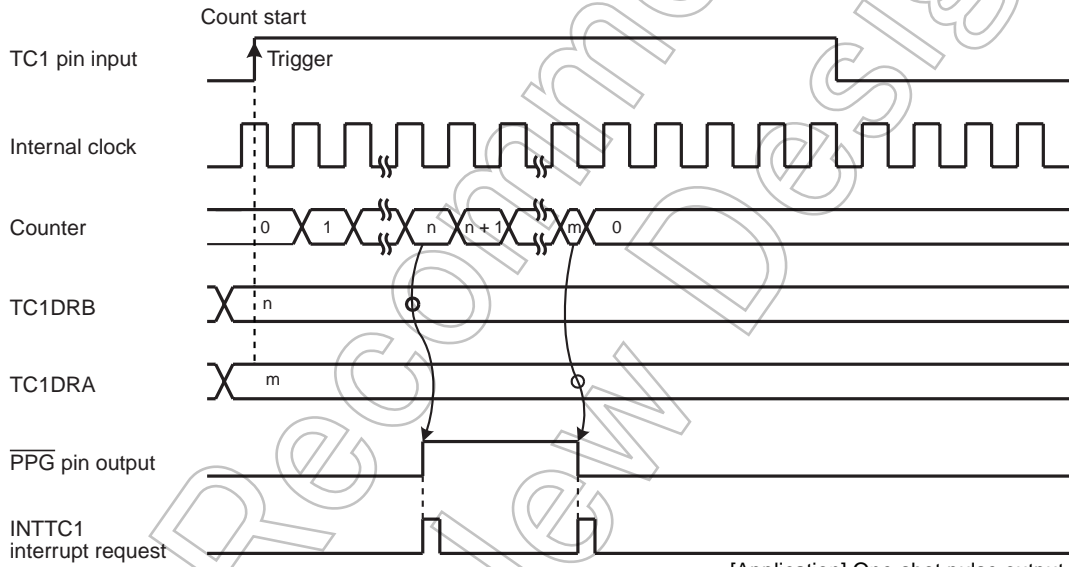 Count start
TC1 pin input
Trigger
Internal clock
Counter
0 1 n n + 1 m 0
TC1DRB
n
TC1DRA
m
PPG pin output
INTTC1
interrupt request
[Application] One-shot pulse output